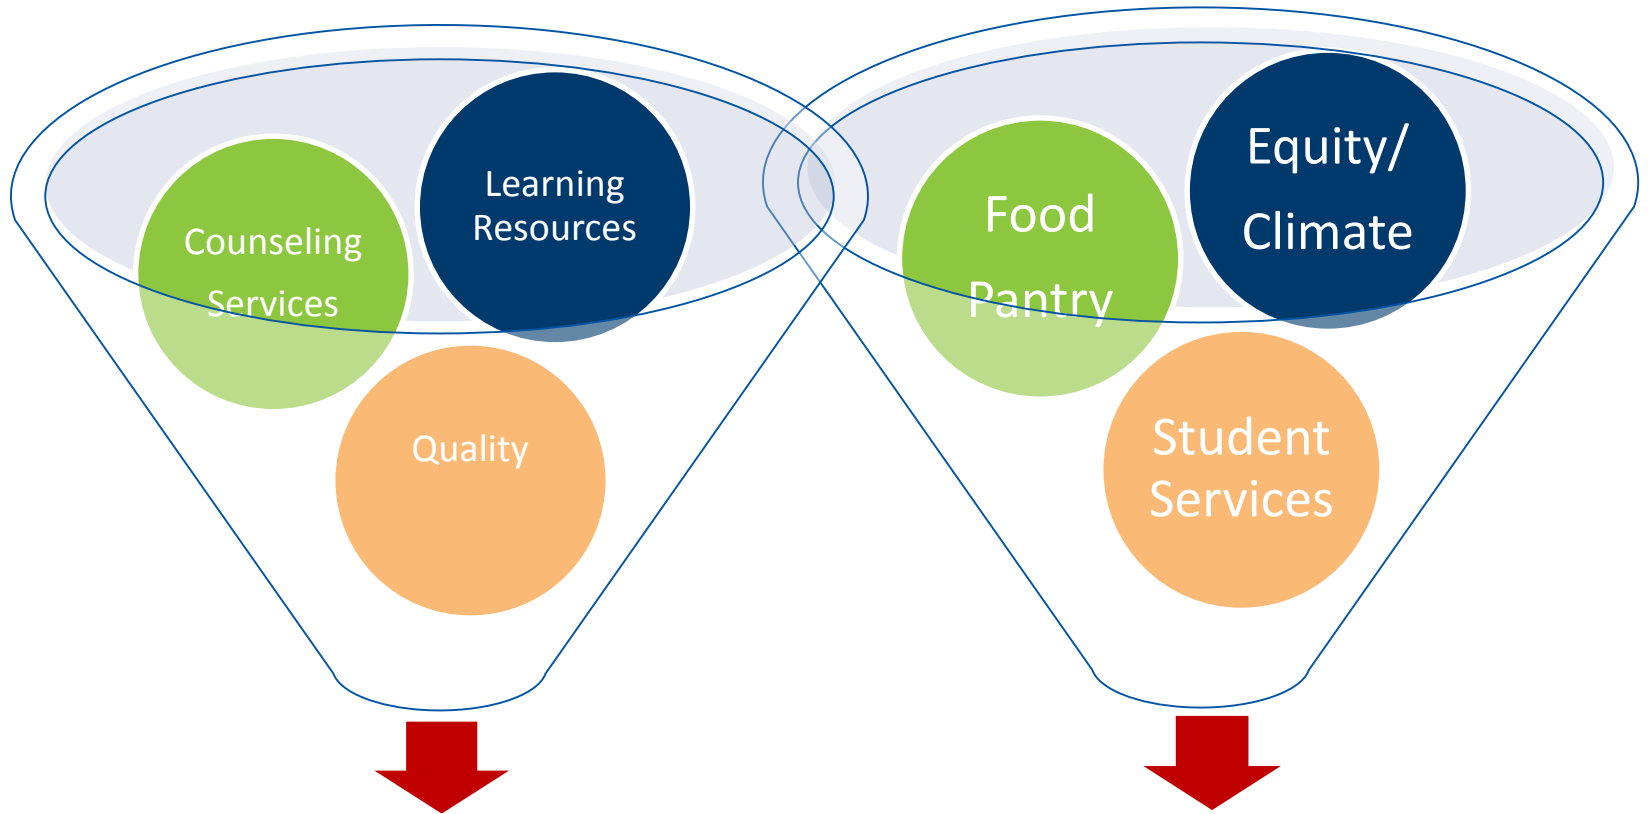 Counseling
Services
Learning
Resources
Quality
Food
Pantry
Equity/
Climate
Student
Services